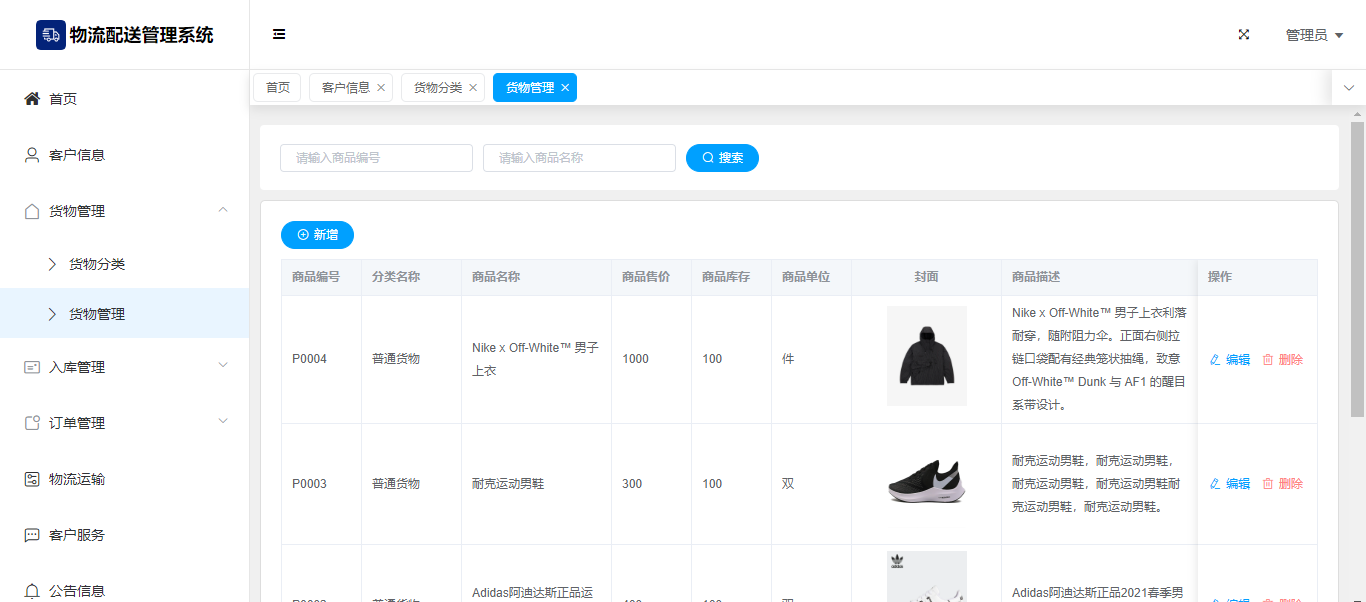 物流配送管理系统
管理员
首页
客户信息
货物分类
货物管理
首页
客户信息
货物管理
货物分类
货物管理
入库管理
订单管理
物流运输
客户服务
公告信息
请输入商品编号
请输入商品名称
搜索
新增
商品编号 分类名称 商品名称 商品售价 商品库存 商品单位 封面 商品描述 操作
P0004 普通货物
Nike x Off-White™ 男子
上衣
1000 100 件
Nike x Off-White™ 男子上衣利落
耐穿，随附阻力伞。正面右侧拉
链口袋配有经典笼状抽绳，致意
Off-White™ Dunk 与 AF1 的醒目
系带设计。
编辑 删除
P0003 普通货物 耐克运动男鞋 300 100 双
耐克运动男鞋，耐克运动男鞋，
耐克运动男鞋，耐克运动男鞋耐
克运动男鞋，耐克运动男鞋。
编辑 删除
Adidas阿迪达斯正品运
Adidas阿迪达斯正品2021春季男